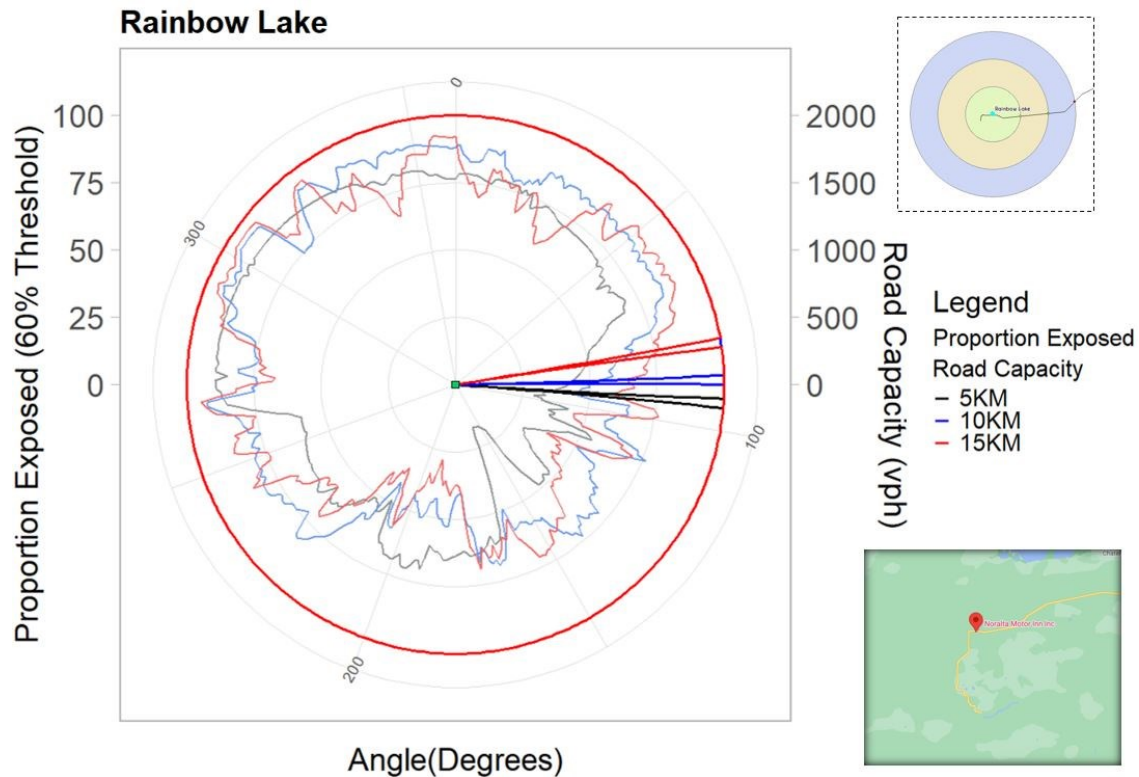 Rainbow Lake
Proportion Exposed (60% Threshold)
100
75
50
25
0
0
100
200
300
2000
1500
1000
500
0
Road Capacity (vph)
Angle(Degrees)
Rainbow Lake
Legend
Proportion Exposed
Road Capacity
5KM
10KM
15KM
Noralta Motor Inn Inc